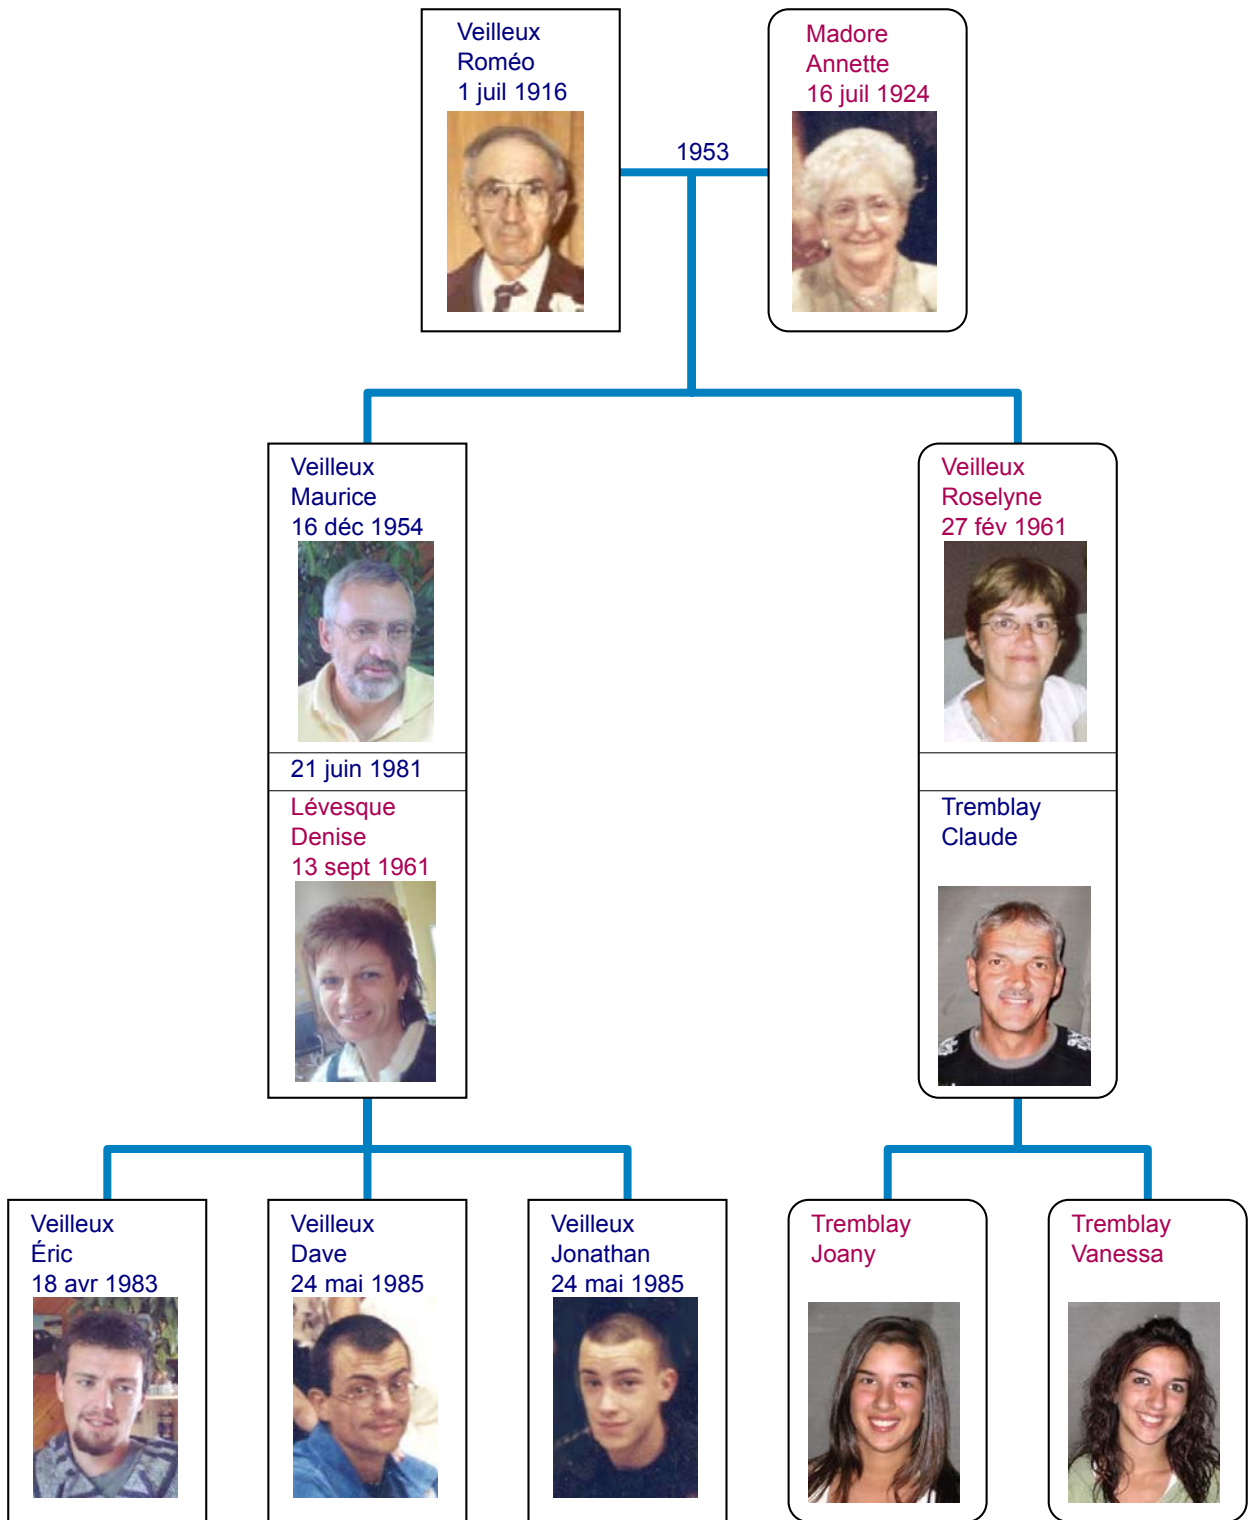 Veilleux
Roméo
1 juil 1916
Madore
Annette
16 juil 1924
1953
Veilleux
Maurice
16 déc 1954
21 juin 1981
Lévesque
Denise
13 sept 1961
Veilleux
Roselyne
27 fév 1961
Tremblay
Claude
Veilleux
Éric
18 avr 1983
Veilleux
Dave
24 mai 1985
Veilleux
Jonathan
24 mai 1985
Tremblay
Joany
Tremblay
Vanessa